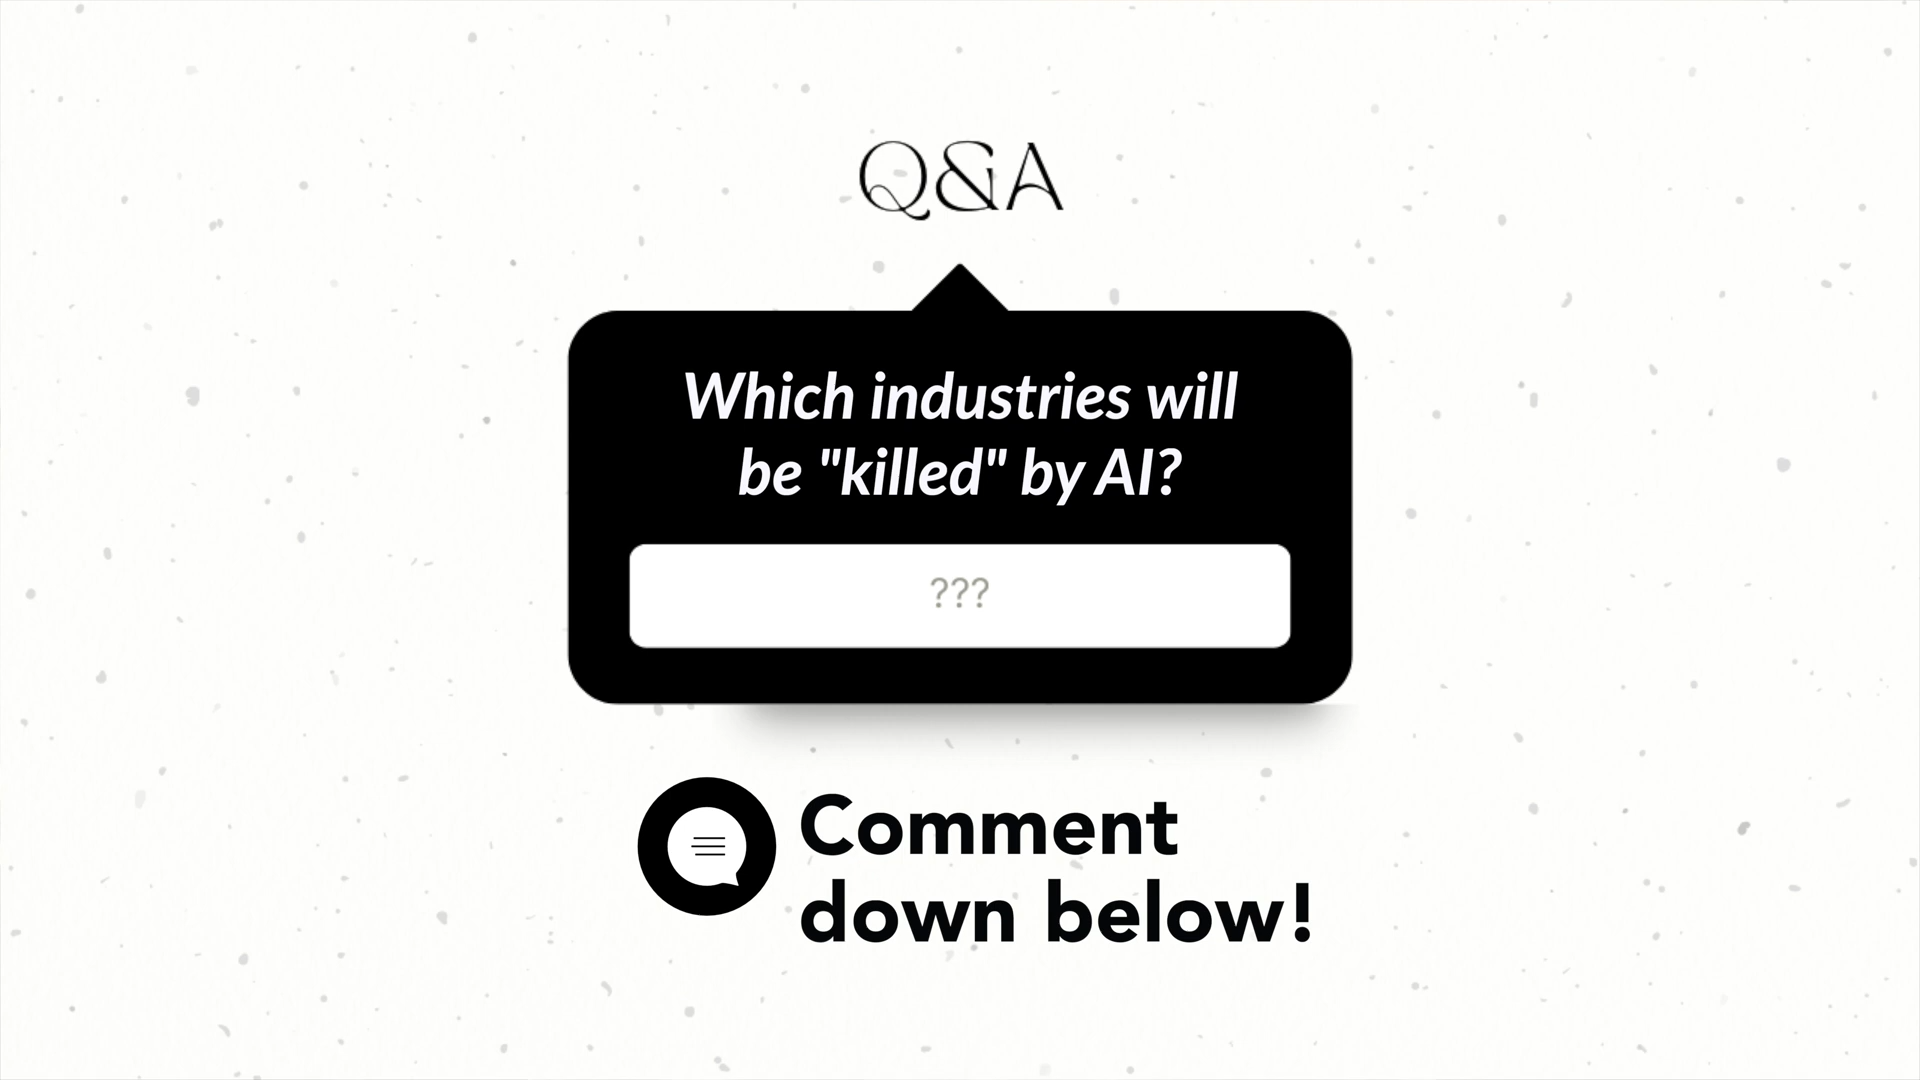 Q&A
Which industries will
be "killed" by AI?
???
Comment
down below!